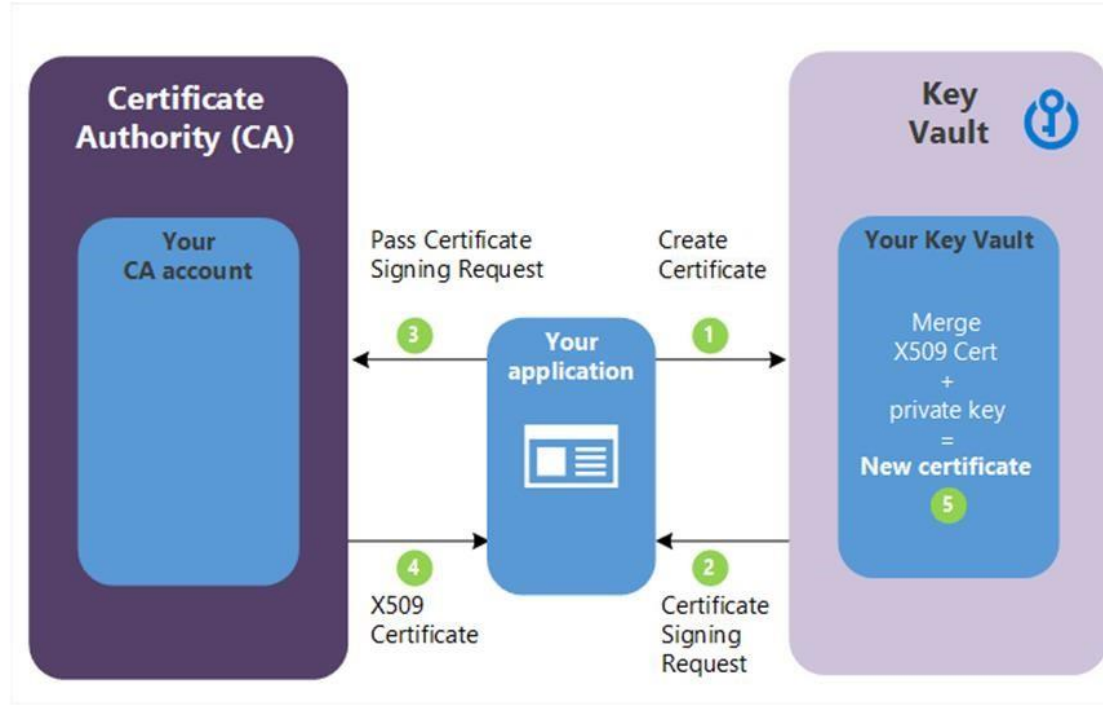 Certificate
Authority (CA)
Your
CA account
Pass Certificate
Signing Request
3
4
X509
Certificate
Your
application
Create
Certificate
1
2
Certificate
Signing
Request
Key
Vault
Your Key Vault
Merge
X509 Cert
+
private key
=
New certificate
5